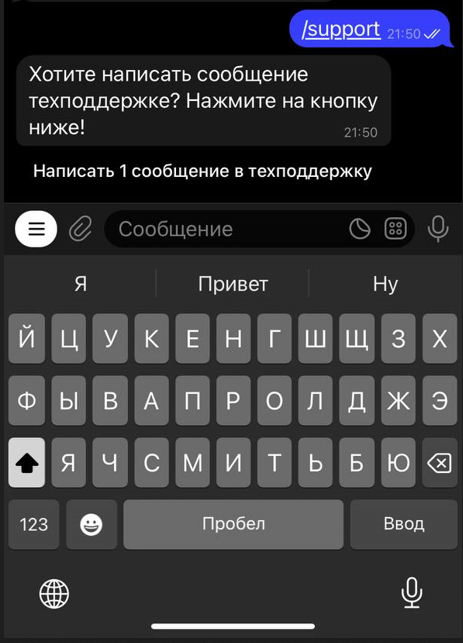 /support 21:50
Хотите написать сообщение
техподдержке? Нажмите на кнопку
ниже!
21:50
Написать 1 сообщение в техподдержку
Сообщение
Я Привет Ну
Й Ц У К Е Н Г Ш Щ З Х
Ф Ы В А П Р О Л Д Ж Э
Я Ч С М И Т Ь Б Ю
123 Пробел Ввод